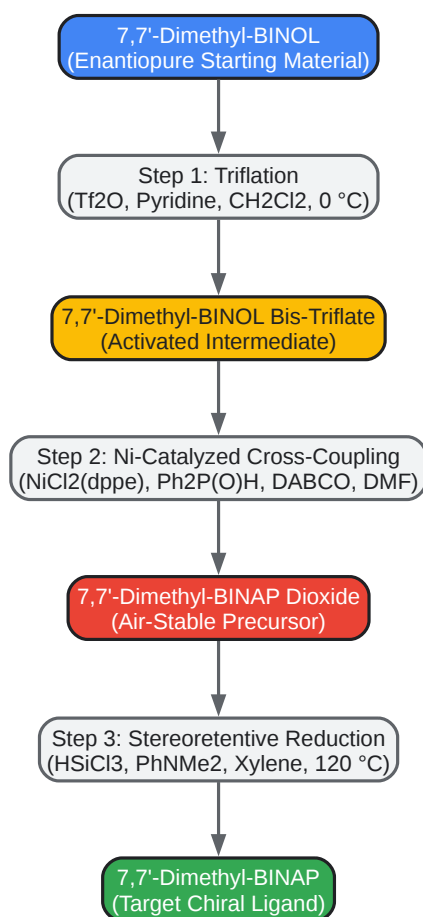 7,7'-Dimethyl-BINOL
(Enantiopure Starting Material)
Step 1: Triflation
(Tf2O, Pyridine, CH2Cl2, 0 °C)
7,7'-Dimethyl-BINOL Bis-Triflate
(Activated Intermediate)
Step 2: Ni-Catalyzed Cross-Coupling
(NiCl2(dppe), Ph2P(O)H, DABCO, DMF)
7,7'-Dimethyl-BINAP Dioxide
(Air-Stable Precursor)
Step 3: Stereoretentive Reduction
(HSiCl3, PhNMe2, Xylene, 120 °C)
7,7'-Dimethyl-BINAP
(Target Chiral Ligand)